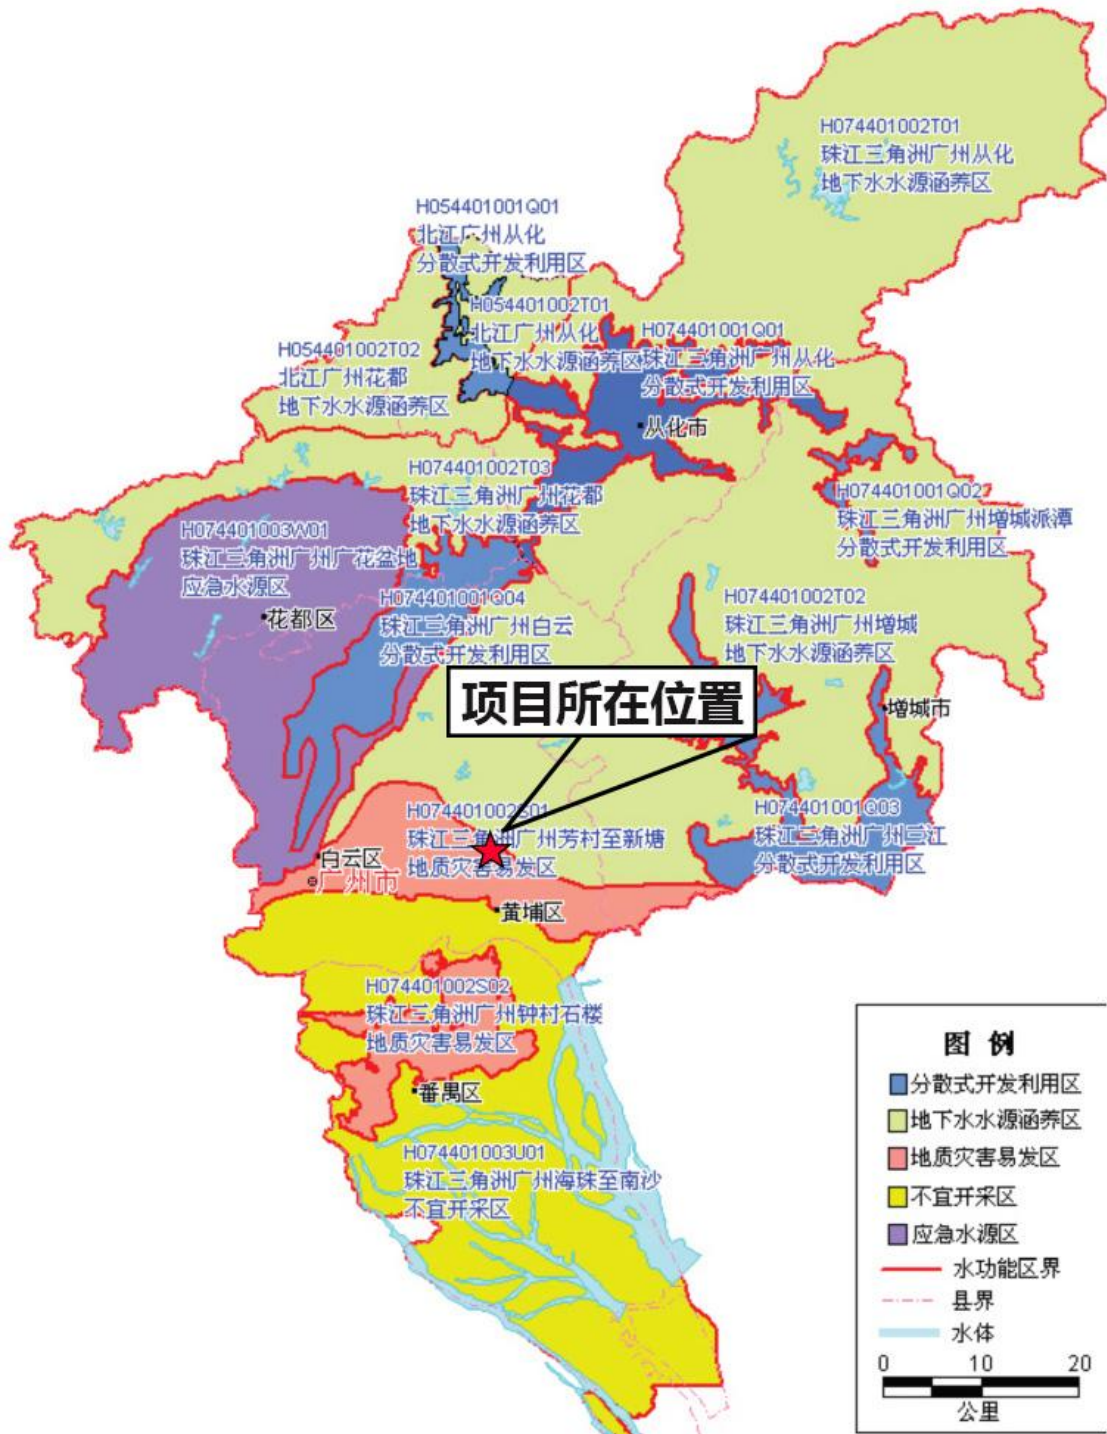 H074401002T01
珠江三角洲广州从化
地下水水源涵养区
H054401001Q01
北江广州从化
分散式开发利用区
H054401002T01
北江广州从化
地下水水源涵养区
H074401001Q01
珠江三角洲广州从化
分散式开发利用区
H054401002T02
北江广州花都
地下水水源涵养区
从化市
H074401002T03
珠江三角洲广州花都
地下水水源涵养区
H074401001Q02
珠江三角洲广州增城派潭
分散式开发利用区
H074401003W01
珠江三角洲广州广花盆地
应急水源区
花都区
H074401001Q04
珠江三角洲广州白云
分散式开发利用区
H074401002T02
珠江三角洲广州增城
地下水水源涵养区
项目所在位置
增城市
H074401002S01
珠江三角洲广州芳村至新塘
地质灾害易发区
H074401001Q03
珠江三角洲广州三江
分散式开发利用区
白云区
广州市
黄埔区
H074401002S02
珠江三角洲广州钟村石楼
地质灾害易发区
番禺区
H074401003U01
珠江三角洲广州海珠至南沙
不宜开采区
图 例
分散式开发利用区
地下水水源涵养区
地质灾害易发区
不宜开采区
应急水源区
水功能区界
县界
水体
0 10 20
公里